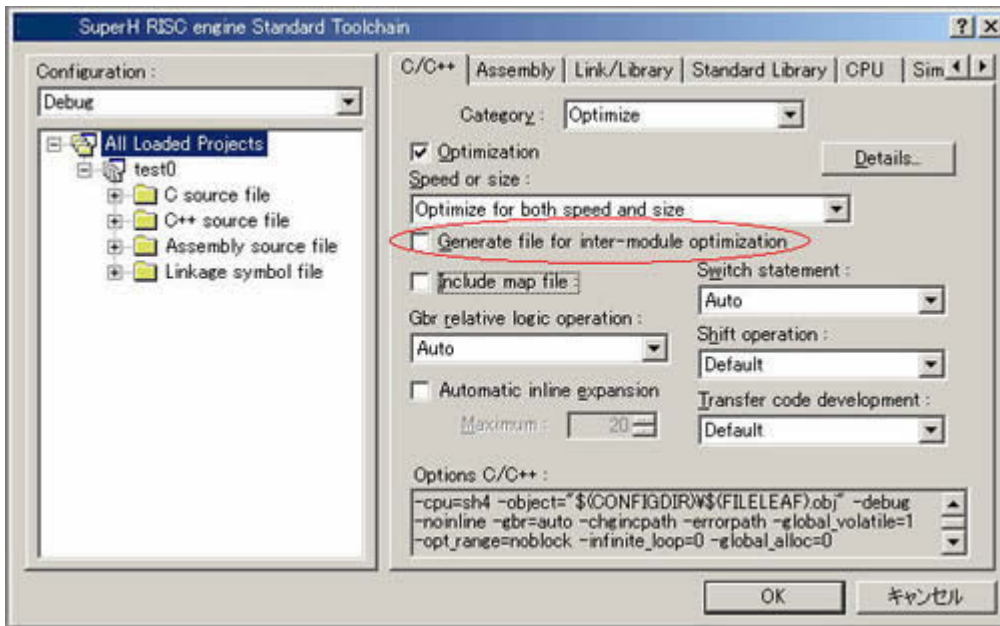 SuperH RISC engine Standard Toolchain
Configuration :
Debug
All Loaded Projects
test0
C source file
C++ source file
Assembly source file
Linkage symbol file
C/C++ Assembly Link/Library Standard Library CPU Sim
Category : Optimize
Optimization
Details...
Speed or size :
Optimize for both speed and size
Generate file for inter-module optimization
Include map file :
Switch statement :
Auto
Gbr relative logic operation :
Auto
Shift operation :
Default
Automatic inline expansion
Maximum : 20
Transfer code development :
Default
Options C/C++ :
-cpu=sh4 -object="$(CONFIGDIR)¥$(FILELEAF).obj" -debug
-noinline -gbr=auto -chgincpath -errorpath -global_volatile=1
-opt_range=noblock -infinite_loop=0 -global_alloc=0
OK キャンセル